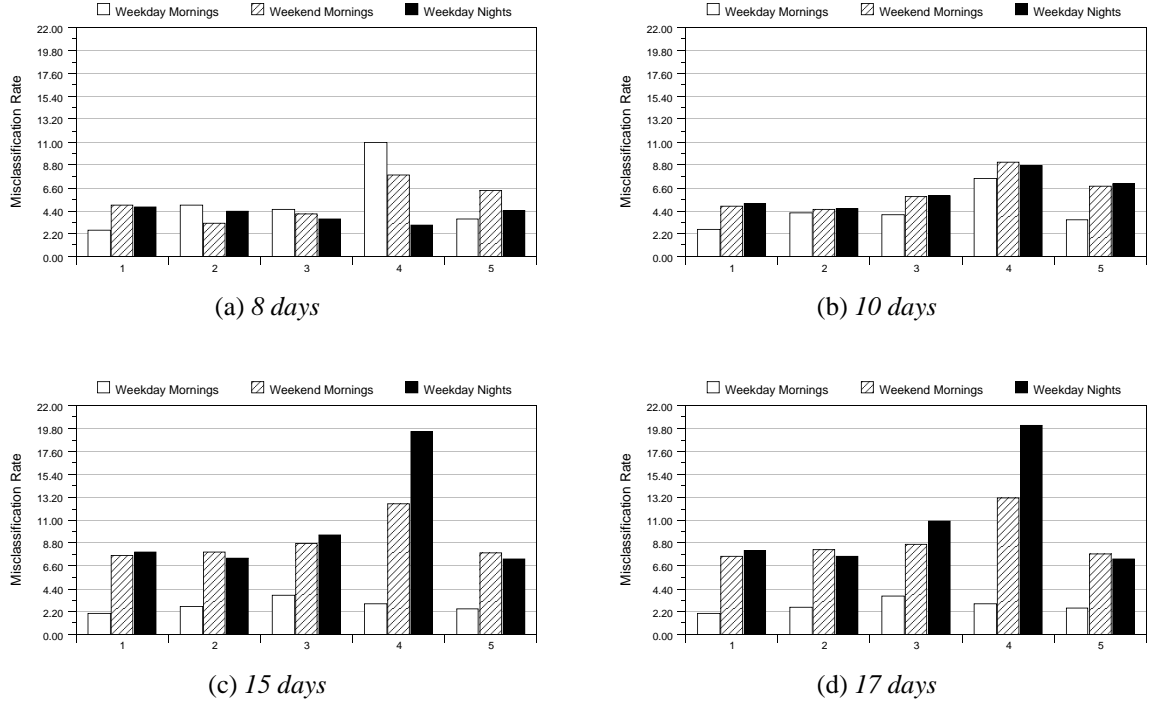 Weekday Mornings Weekend Mornings Weekday Nights
22.00
19.80
17.60
15.40
13.20
11.00
8.80
6.60
4.40
2.20
0.00
Misclassification Rate
1 2 3 4 5
(a) 8 days
Weekday Mornings Weekend Mornings Weekday Nights
22.00
19.80
17.60
15.40
13.20
11.00
8.80
6.60
4.40
2.20
0.00
Misclassification Rate
1 2 3 4 5
(b) 10 days
Weekday Mornings Weekend Mornings Weekday Nights
22.00
19.80
17.60
15.40
13.20
11.00
8.80
6.60
4.40
2.20
0.00
Misclassification Rate
1 2 3 4 5
(c) 15 days
Weekday Mornings Weekend Mornings Weekday Nights
22.00
19.80
17.60
15.40
13.20
11.00
8.80
6.60
4.40
2.20
0.00
Misclassification Rate
1 2 3 4 5
(d) 17 days